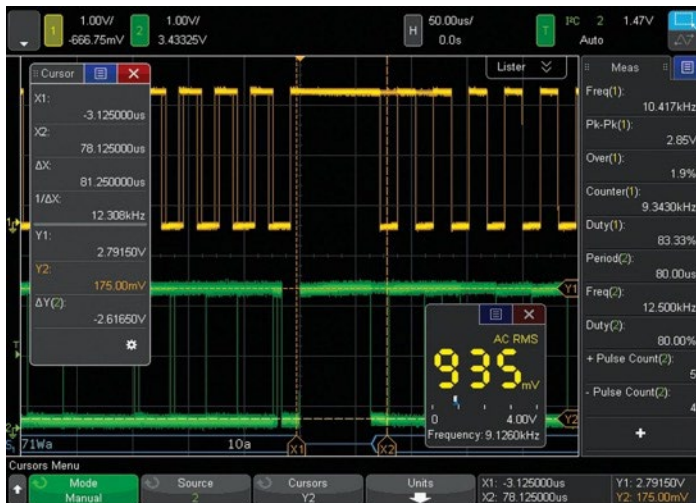 1 1.00V/ 2 1.00V/ H 50.00us/ T I²C 2 1.47V
-666.75mV 3.43325V 0.0s Auto
Lister
Cursor
X1:
-3.125000us
X2:
78.125000us
ΔX:
81.250000us
1/ΔX:
12.308kHz
Y1:
2.79150V
Y2:
175.00mV
ΔY(2):
-2.61650V
Meas
Freq(1):
10.417kHz
Pk-Pk(1):
2.85V
Over(1):
1.9%
Counter(1):
9.3430kHz
Duty(1):
83.33%
Period(2):
80.00us
Freq(2):
12.500kHz
Duty(2):
80.00%
+ Pulse Count(2):
5
- Pulse Count(2):
4
Y1
AC RMS
935 mV
0 4.00V
Frequency: 9.1260kHz
Y2
71Wa 10a
X1 X2
Cursors Menu
Mode Source Cursors Units X1: -3.125000us Y1: 2.79150V
Manual 2 Y2 X2: 78.125000us Y2: 175.00mV